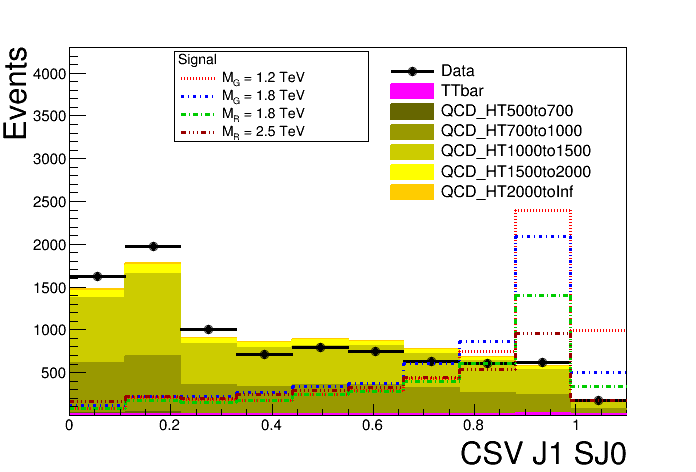 Events
4000
3500
3000
2500
2000
1500
1000
500
Signal
M_G = 1.2 TeV
M_G = 1.8 TeV
M_R = 1.8 TeV
M_R = 2.5 TeV
Data
TTbar
QCD_HT500to700
QCD_HT700to1000
QCD_HT1000to1500
QCD_HT1500to2000
QCD_HT2000toInf
0 0.2 0.4 0.6 0.8 1
CSV J1 SJ0